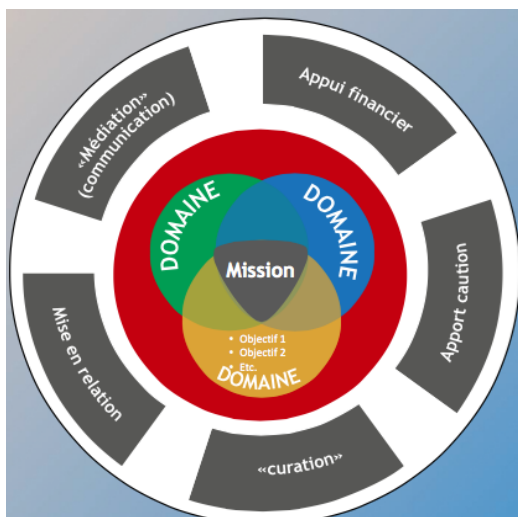 «Médiation»
(communication)
Appui financier
DOMAINE
DOMAINE
Mission
• Objectif 1
• Objectif 2
• Etc.
DOMAINE
Mise en relation
Apport caution
«curation»